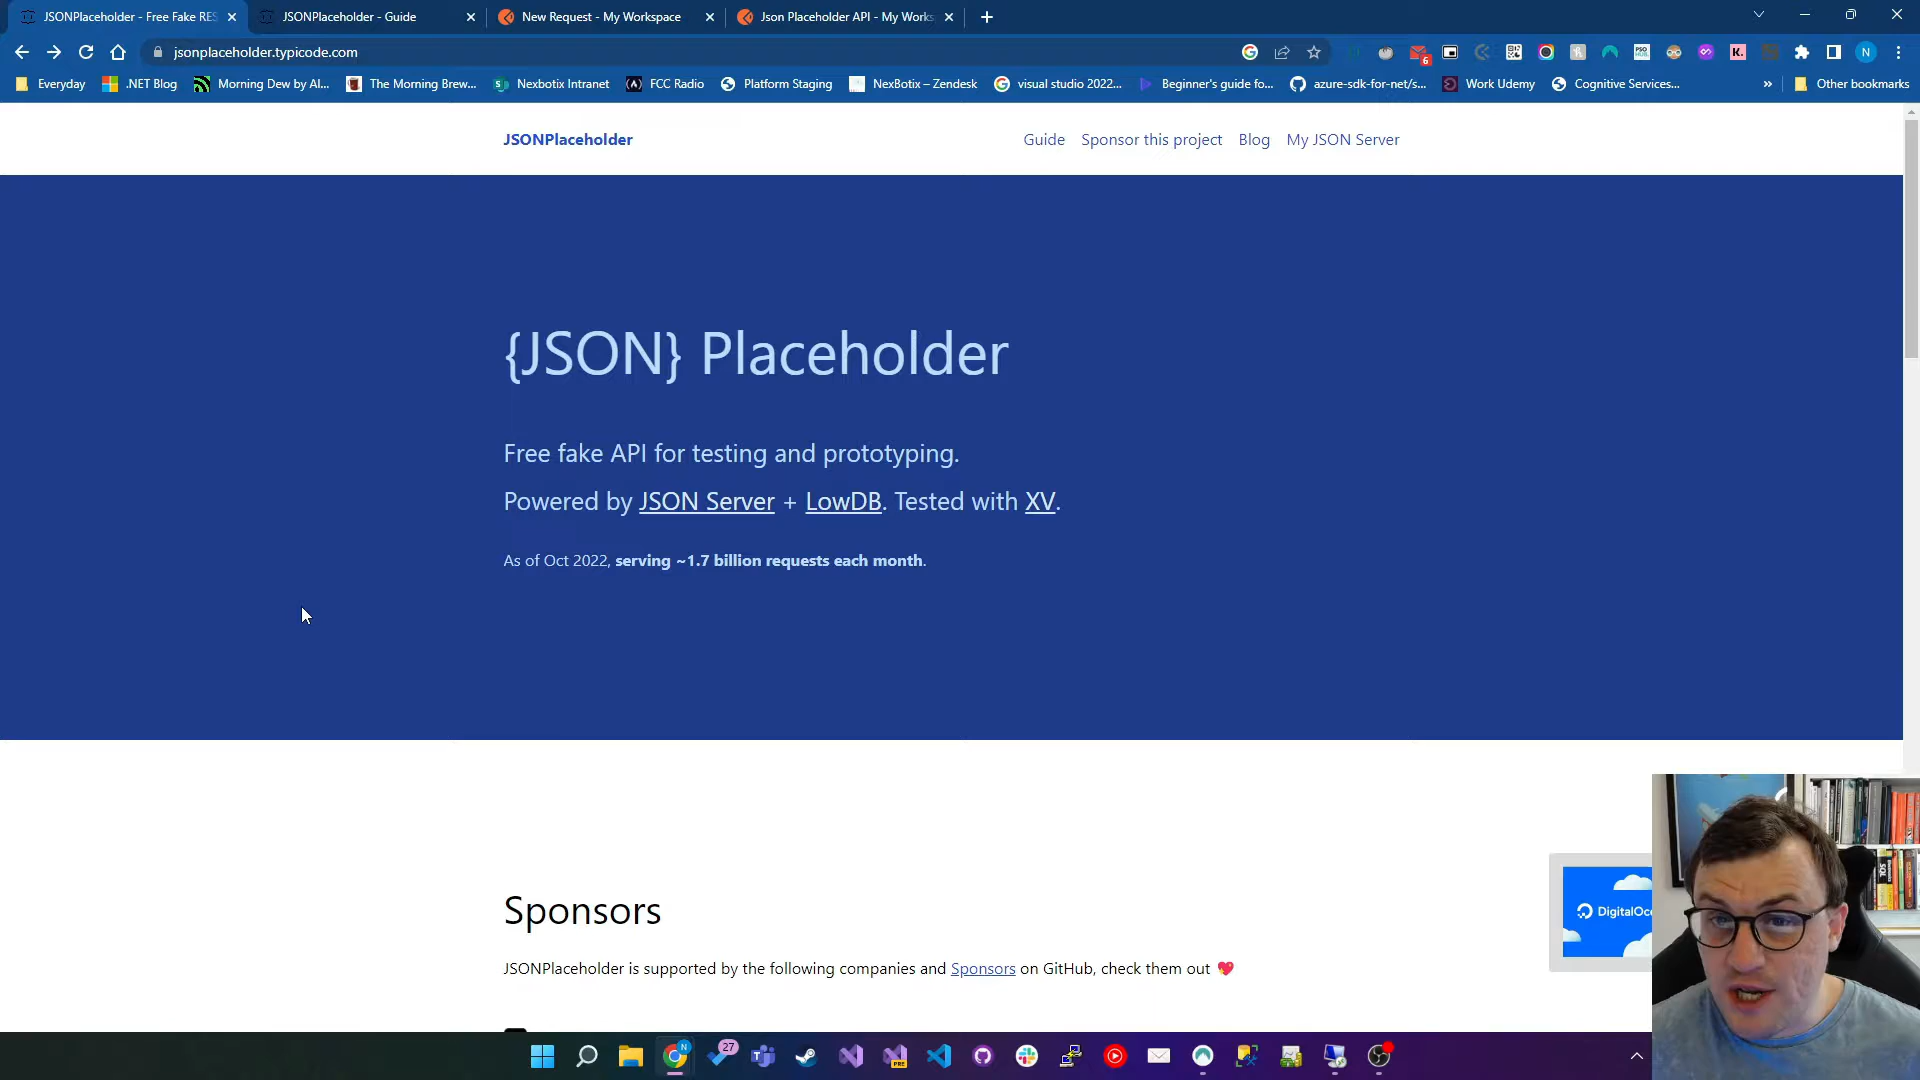 JSONPlaceholder - Free Fake RES
JSONPlaceholder - Guide
New Request - My Workspace
Json Placeholder API - My Works
jsonplaceholder.typicode.com
6
PSO
K.
N
Everyday
.NET Blog
Morning Dew by Al...
The Morning Brew...
Nexbotix Intranet
FCC Radio
Platform Staging
NexBotix – Zendesk
visual studio 2022...
Beginner's guide fo...
azure-sdk-for-net/s...
Work Udemy
Cognitive Services...
»
Other bookmarks
JSONPlaceholder
Guide
Sponsor this project
Blog
My JSON Server
{JSON} Placeholder
Free fake API for testing and prototyping.
Powered by JSON Server + LowDB. Tested with XV.
As of Oct 2022, serving ~1.7 billion requests each month.
Sponsors
JSONPlaceholder is supported by the following companies and Sponsors on GitHub, check them out 💖
DigitalOc
SQL
N
27
PRE